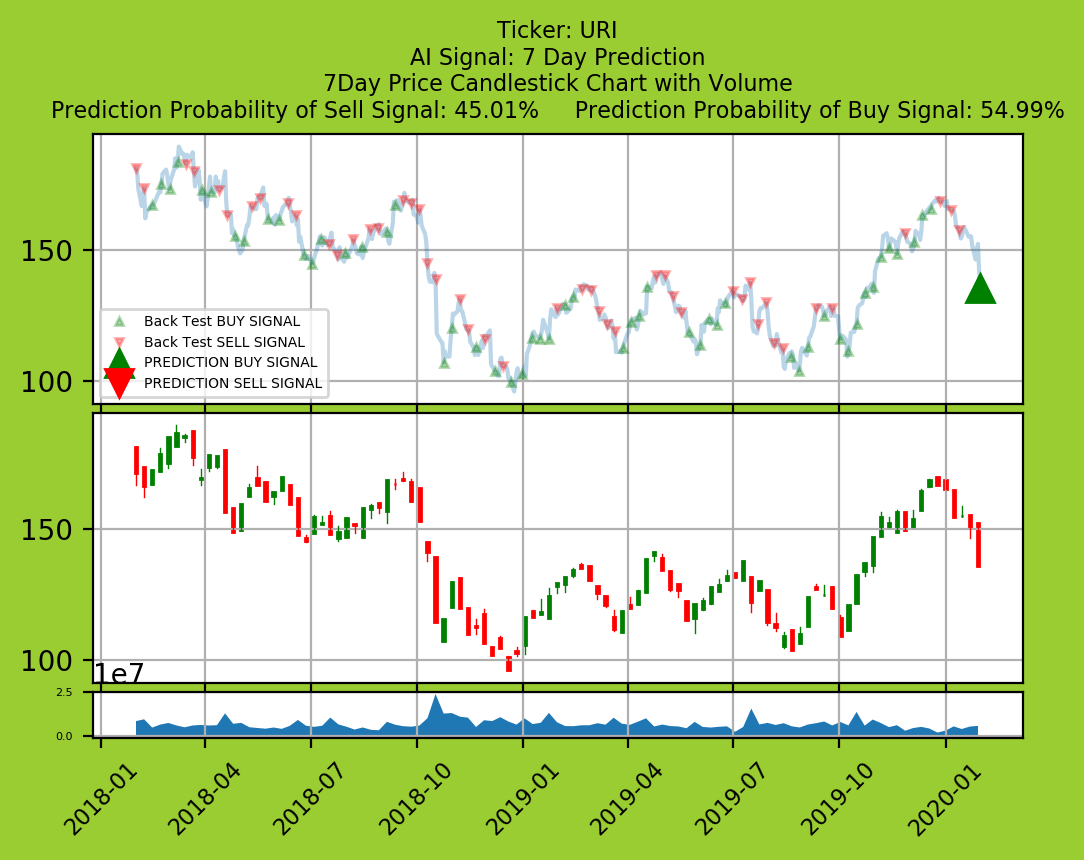 Ticker: URI
AI Signal: 7 Day Prediction
7Day Price Candlestick Chart with Volume
Prediction Probability of Sell Signal: 45.01%     Prediction Probability of Buy Signal: 54.99%
150
100
Back Test BUY SIGNAL
Back Test SELL SIGNAL
PREDICTION BUY SIGNAL
PREDICTION SELL SIGNAL
150
100
1e7
2.5
0.0
2018-01
2018-04
2018-07
2018-10
2019-01
2019-04
2019-07
2019-10
2020-01